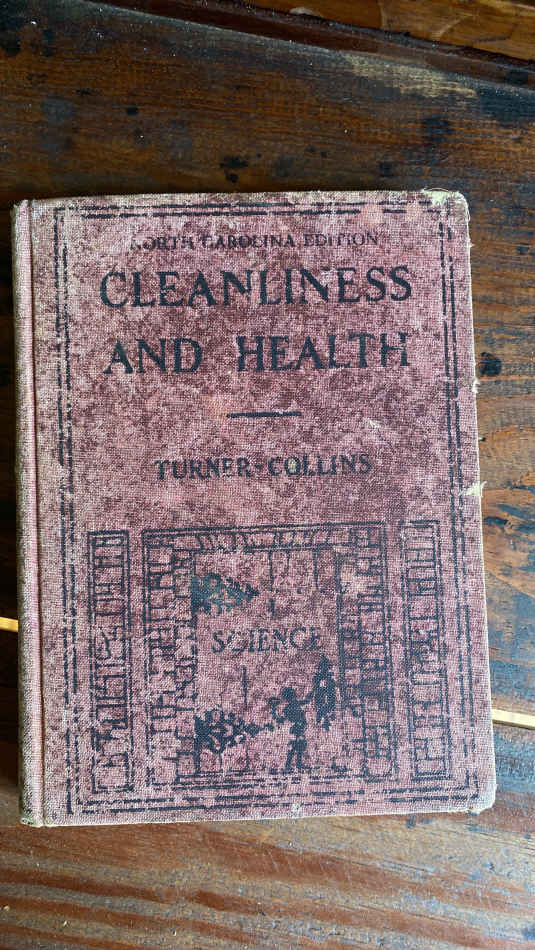 NORTH CAROLINA EDITION
CLEANLINESS
AND HEALTH
TURNER-COLLINS
SCIENCE